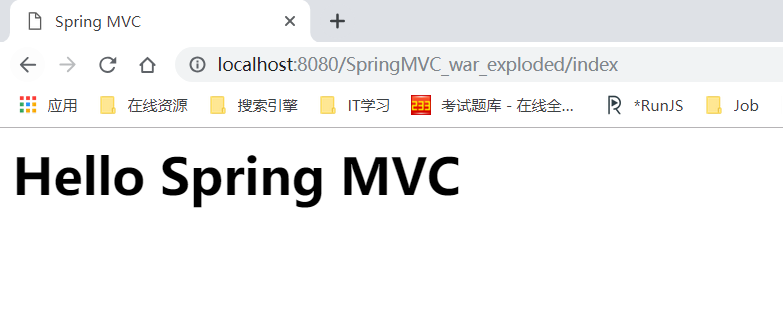 Spring MVC
localhost:8080/SpringMVC_war_exploded/index
应用 在线资源 搜索引擎 IT学习 233 考试题库 - 在线全... *RunJS Job
Hello Spring MVC